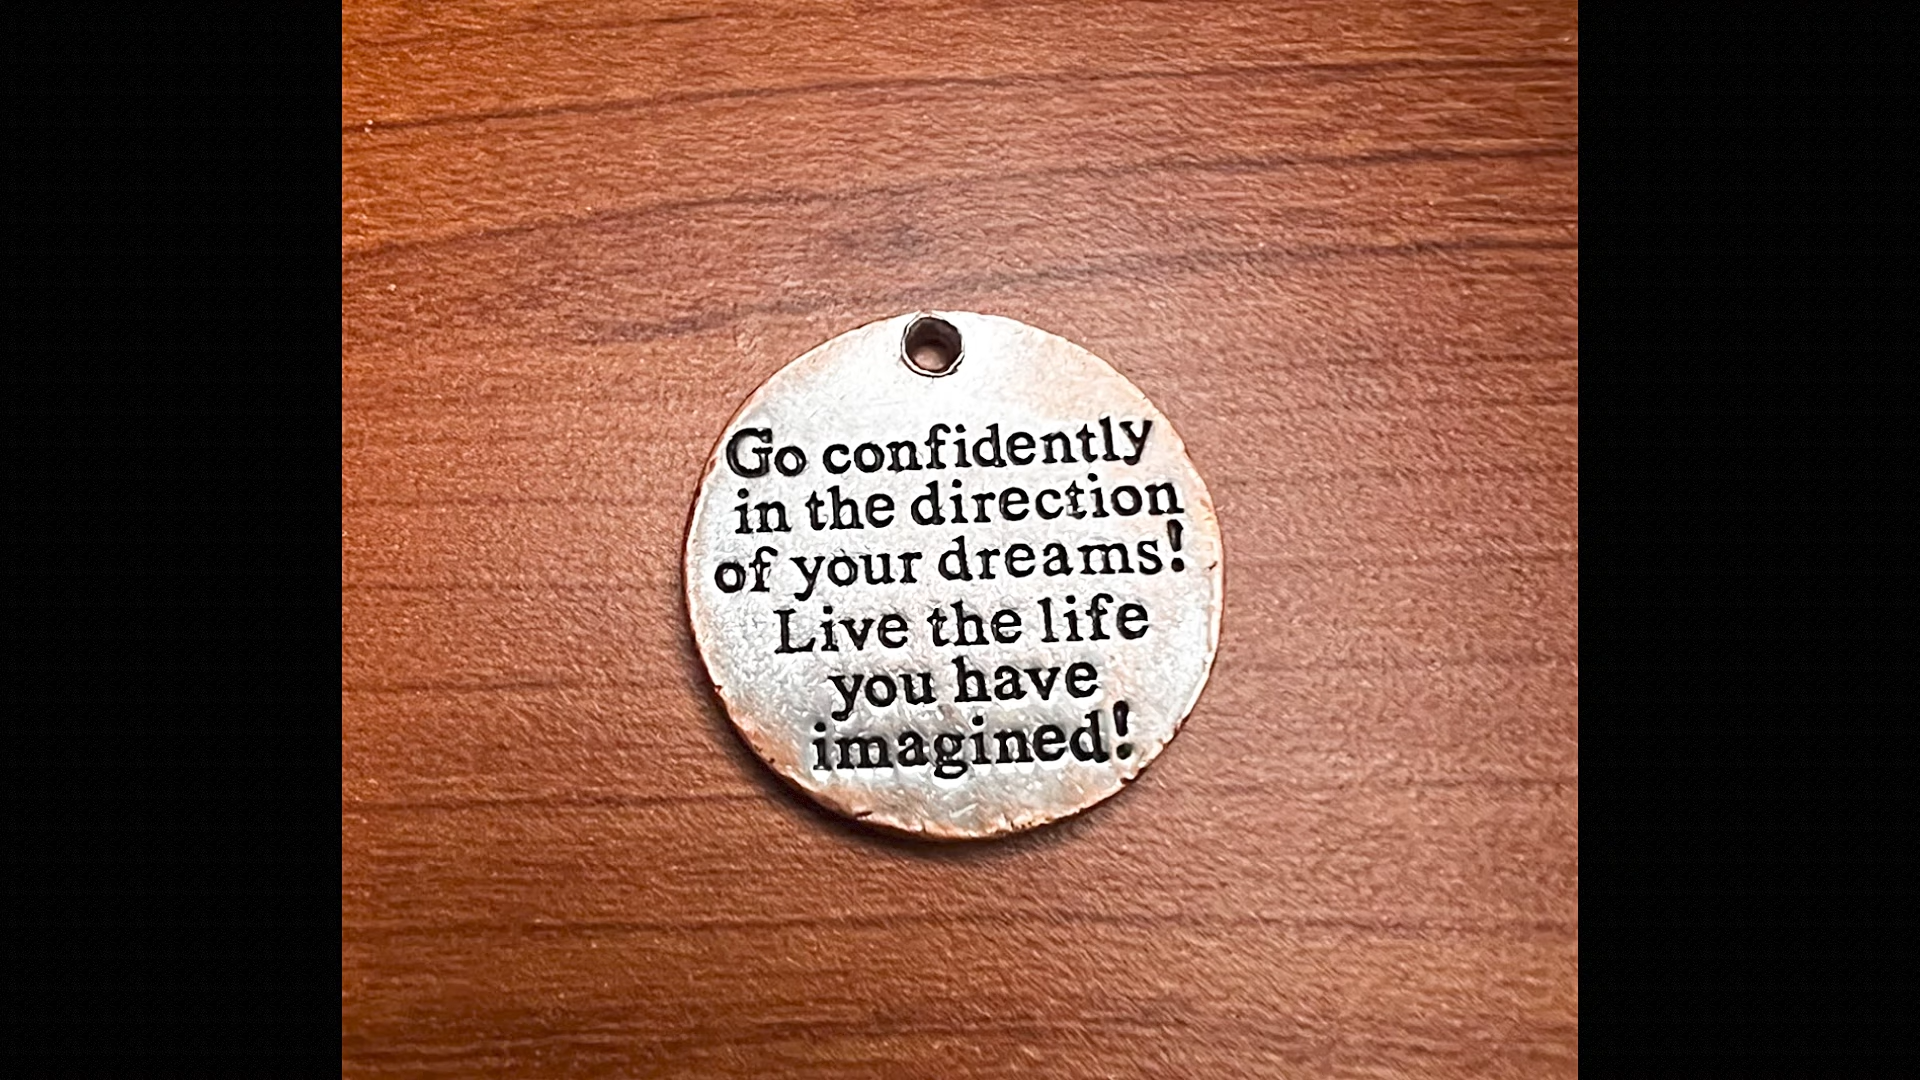 Go confidently
in the direction
of your dreams!
Live the life
you have
imagined!